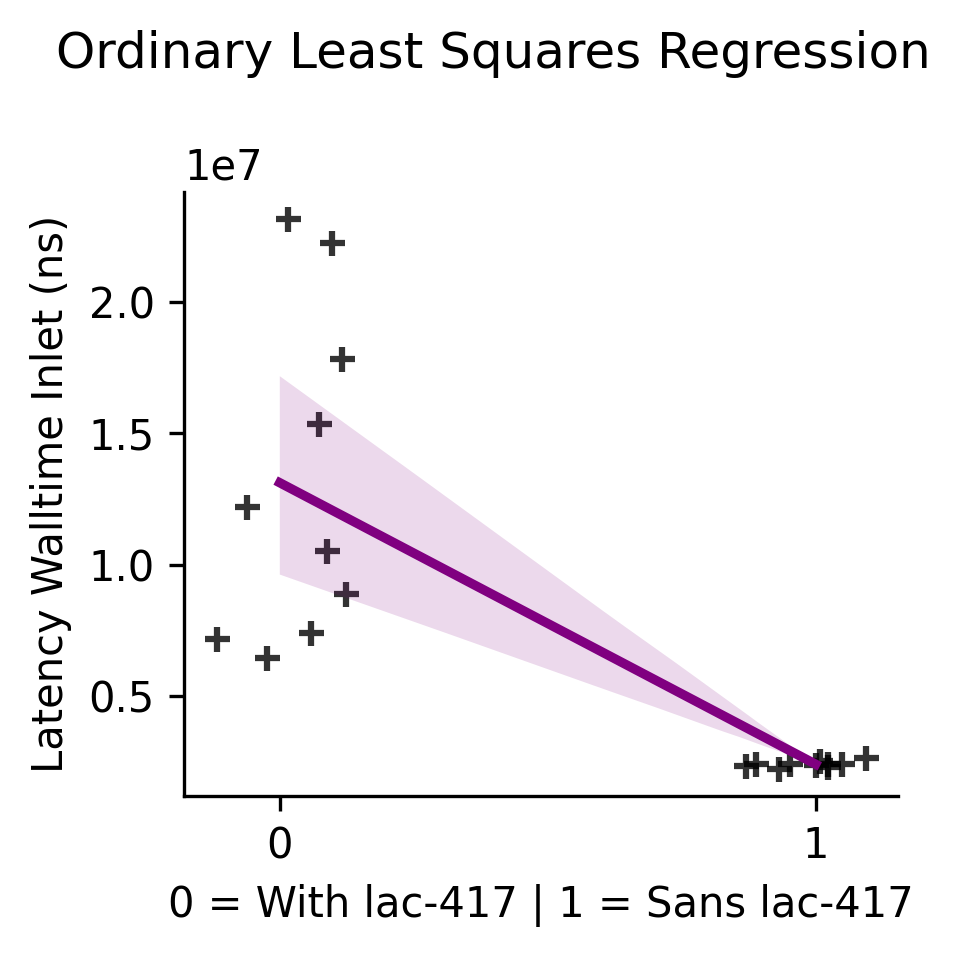 Ordinary Least Squares Regression
1e7
Latency Walltime Inlet (ns)
2.0
1.5
1.0
0.5
0 1
0 = With lac-417 | 1 = Sans lac-417